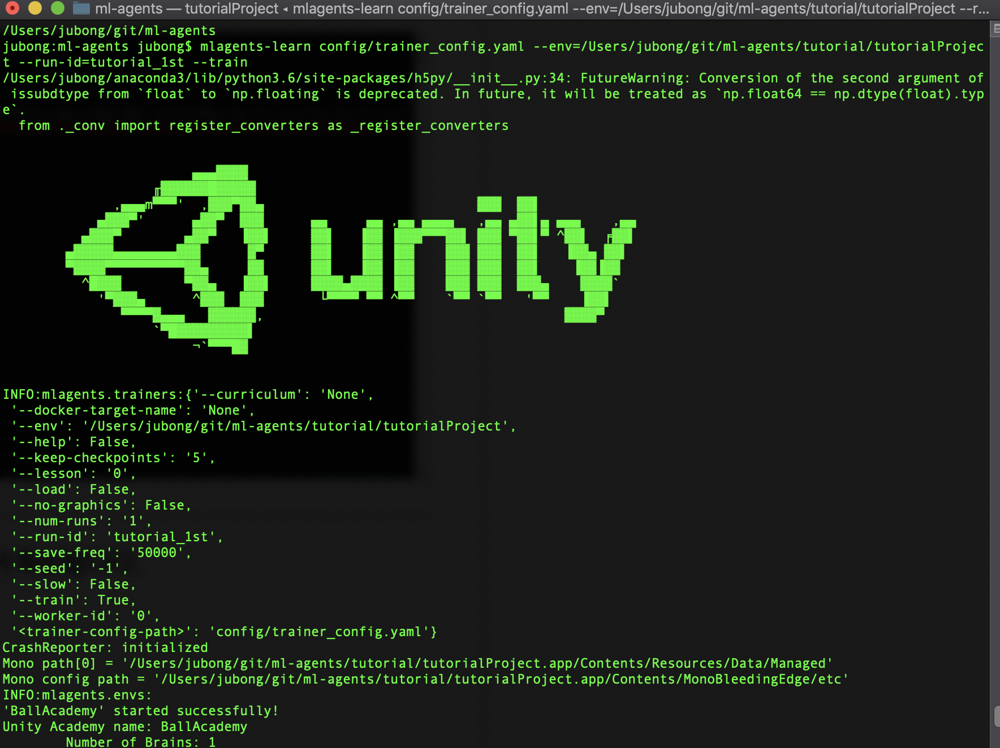 ml-agents — tutorialProject ◂ mlagents-learn config/trainer_config.yaml --env=/Users/jubong/git/ml-agents/tutorial/tutorialProject --r...
/Users/jubong/git/ml-agents
jubong:ml-agents jubong$ mlagents-learn config/trainer_config.yaml --env=/Users/jubong/git/ml-agents/tutorial/tutorialProjec
t --run-id=tutorial_1st --train
/Users/jubong/anaconda3/lib/python3.6/site-packages/h5py/__init__.py:34: FutureWarning: Conversion of the second argument of
 issubdtype from `float` to `np.floating` is deprecated. In future, it will be treated as `np.float64 == np.dtype(float).typ
e`.
  from ._conv import register_converters as _register_converters
unity
INFO:mlagents.trainers:{'--curriculum': 'None',
 '--docker-target-name': 'None',
 '--env': '/Users/jubong/git/ml-agents/tutorial/tutorialProject',
 '--help': False,
 '--keep-checkpoints': '5',
 '--lesson': '0',
 '--load': False,
 '--no-graphics': False,
 '--num-runs': '1',
 '--run-id': 'tutorial_1st',
 '--save-freq': '50000',
 '--seed': '-1',
 '--slow': False,
 '--train': True,
 '--worker-id': '0',
 '<trainer-config-path>': 'config/trainer_config.yaml'}
CrashReporter: initialized
Mono path[0] = '/Users/jubong/git/ml-agents/tutorial/tutorialProject.app/Contents/Resources/Data/Managed'
Mono config path = '/Users/jubong/git/ml-agents/tutorial/tutorialProject.app/Contents/MonoBleedingEdge/etc'
INFO:mlagents.envs:
'BallAcademy' started successfully!
Unity Academy name: BallAcademy
        Number of Brains: 1